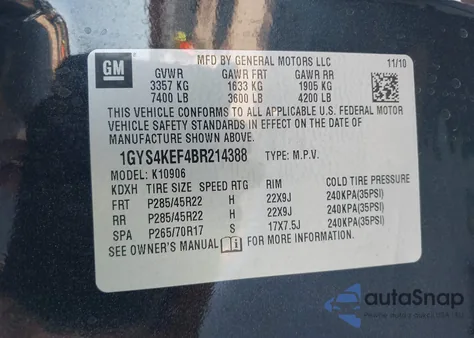 GM
MFD BY GENERAL MOTORS LLC 11/10
GVWR GAWR FRT GAWR RR
3357 KG 1633 KG 1905 KG
7400 LB 3600 LB 4200 LB
THIS VEHICLE CONFORMS TO ALL APPLICABLE U.S. FEDERAL MOTOR
VEHICLE SAFETY STANDARDS IN EFFECT ON THE DATE OF
MANUFACTURE SHOWN ABOVE.
1GYS4KEF4BR214388 TYPE: M.P.V.
MODEL: K10906
KDXH TIRE SIZE SPEED RTG RIM COLD TIRE PRESSURE
FRT P285/45R22 H 22X9J 240KPA(35PSI)
RR P285/45R22 H 22X9J 240KPA(35PSI)
SPA P265/70R17 S 17X7.5J 240KPA(35PSI)
SEE OWNER'S MANUAL FOR MORE INFORMATION.
autoSnap